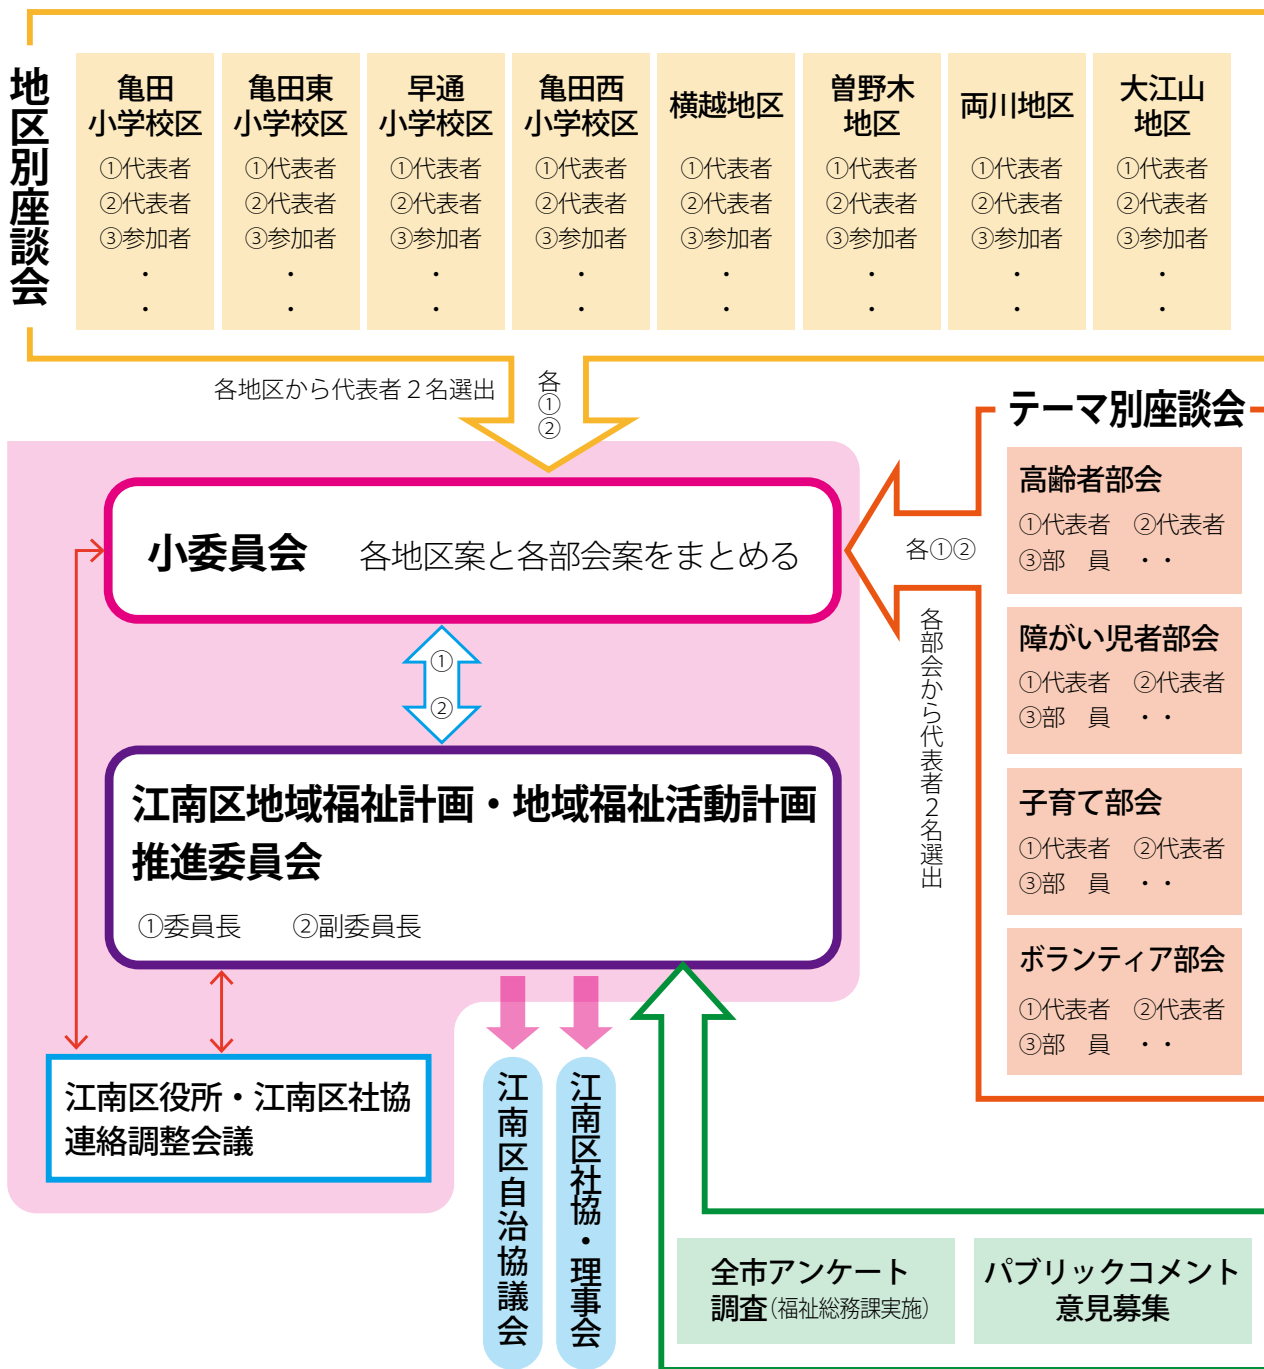 地区別座談会
亀田
小学校区
①代表者
②代表者
③参加者
・
・
亀田東
小学校区
①代表者
②代表者
③参加者
・
・
早通
小学校区
①代表者
②代表者
③参加者
・
・
亀田西
小学校区
①代表者
②代表者
③参加者
・
・
横越地区
①代表者
②代表者
③参加者
・
・
曽野木
地区
①代表者
②代表者
③参加者
・
・
両川地区
①代表者
②代表者
③参加者
・
・
大江山
地区
①代表者
②代表者
③参加者
・
・
各地区から代表者２名選出
各①②
テーマ別座談会
高齢者部会
①代表者　②代表者
③部　員　・・
障がい児者部会
①代表者　②代表者
③部　員　・・
子育て部会
①代表者　②代表者
③部　員　・・
ボランティア部会
①代表者　②代表者
③部　員　・・
各①②
各部会から代表者２名選出
小委員会　各地区案と各部会案をまとめる
①
②
江南区地域福祉計画・地域福祉活動計画
推進委員会
①委員長　②副委員長
江南区役所・江南区社協
連絡調整会議
江南区自治協議会
江南区社協・理事会
全市アンケート
調査(福祉総務課実施)
パブリックコメント
意見募集